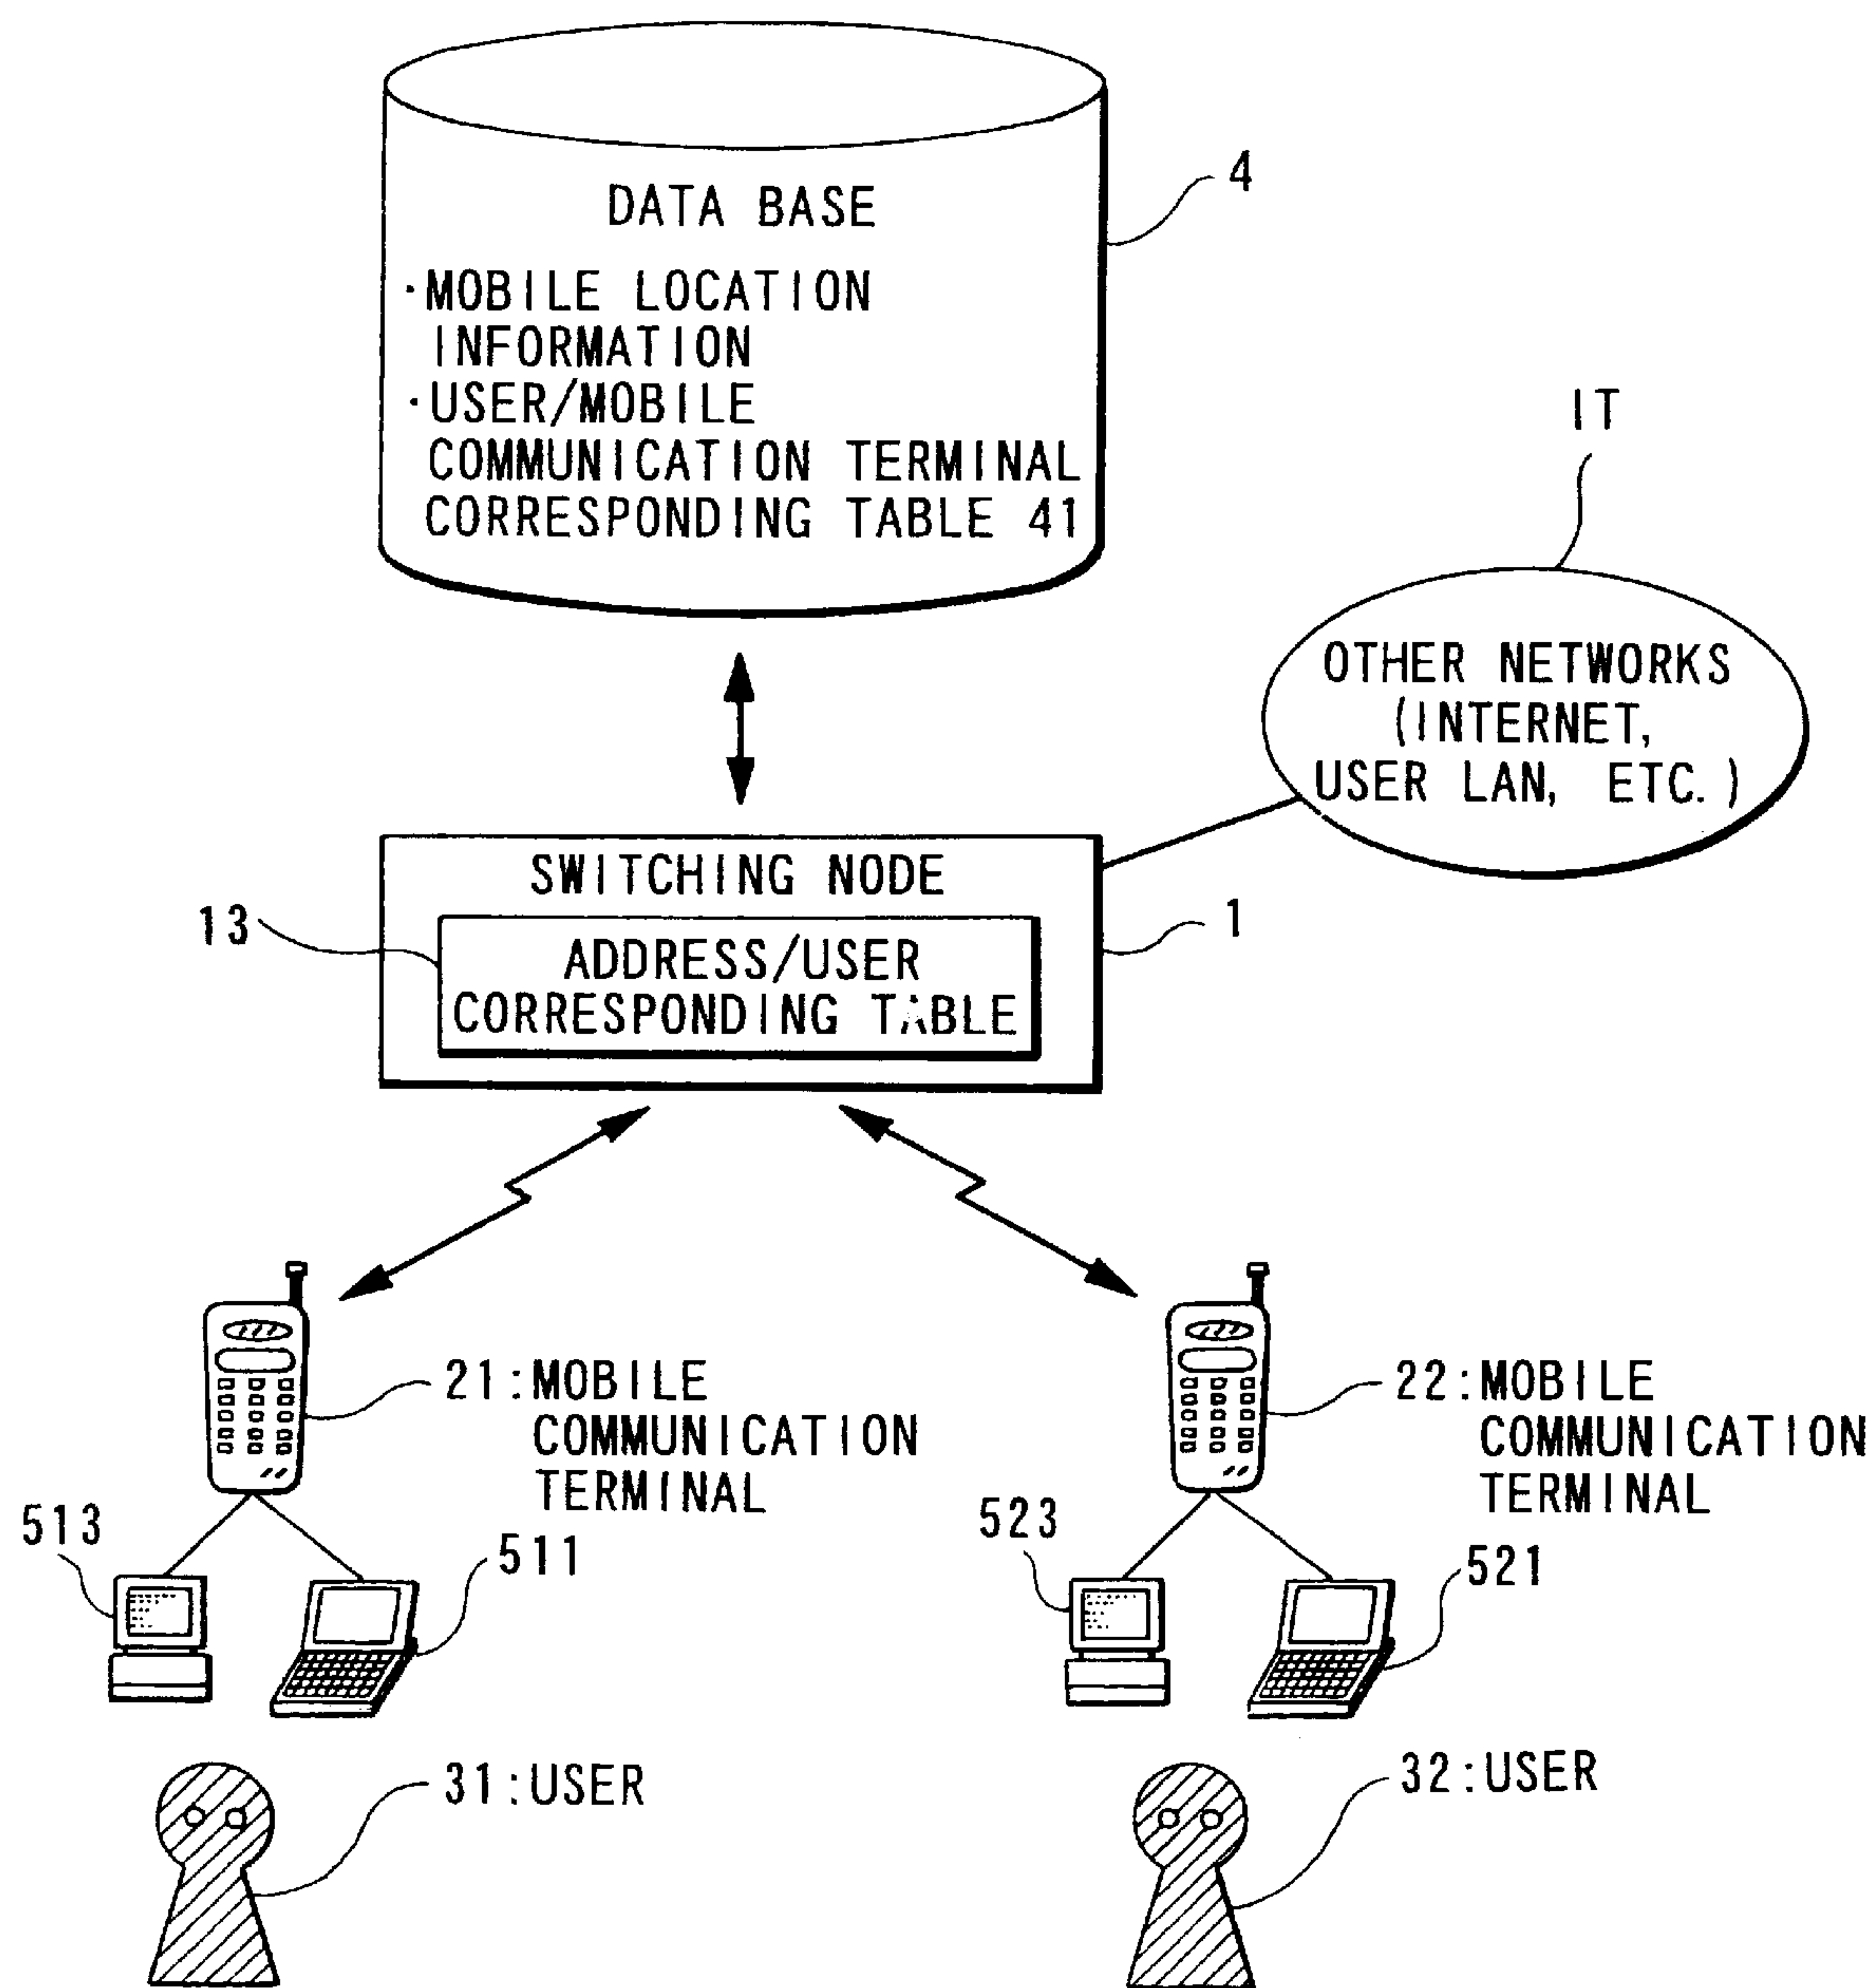 DATA BASE
・MOBILE LOCATION
INFORMATION
・USER/MOBILE
COMMUNICATION TERMINAL
CORRESPONDING TABLE 41
4
IT
OTHER NETWORKS
(INTERNET,
USER LAN, ETC.)
SWITCHING NODE
13
1
ADDRESS/USER
CORRESPONDING TABLE
21:MOBILE
COMMUNICATION
TERMINAL
22:MOBILE
COMMUNICATION
TERMINAL
513
511
523
521
31:USER
32:USER